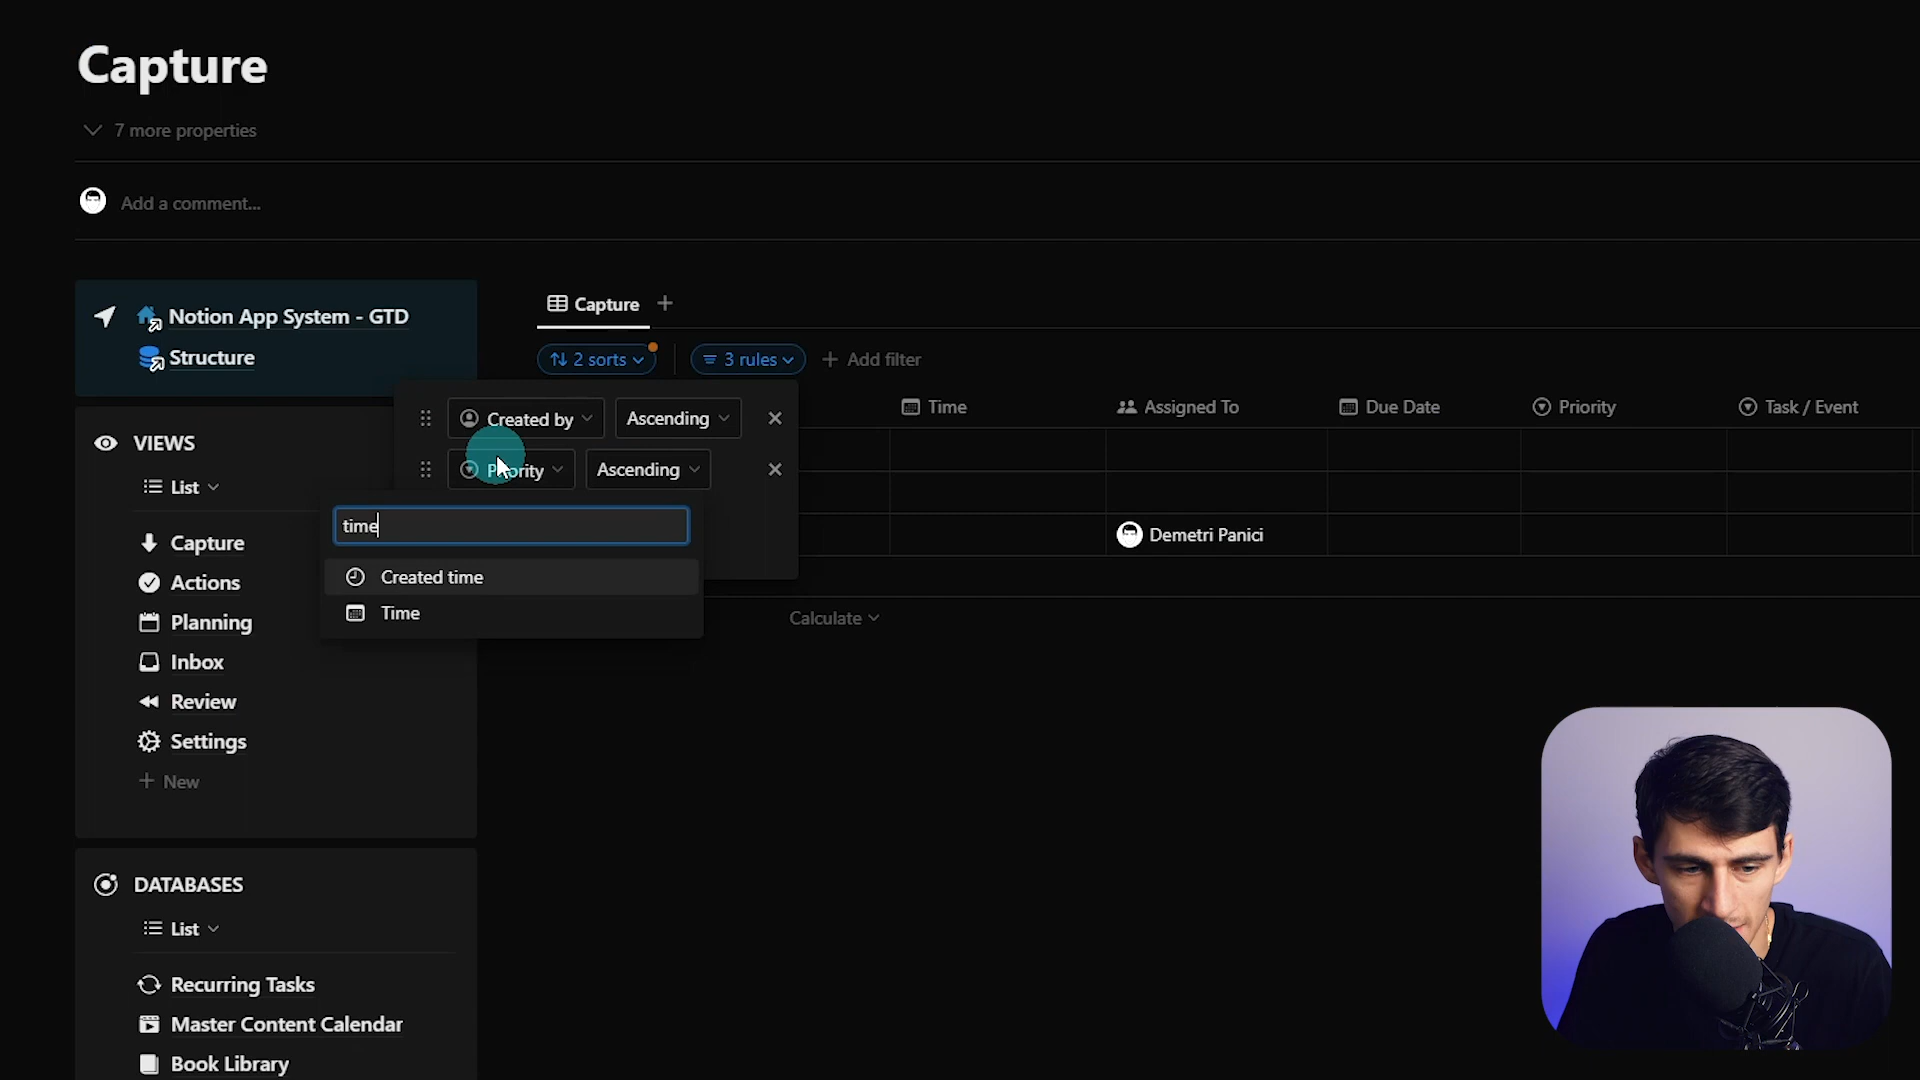 Capture
7 more properties
Add a comment...
Notion App System - GTD
Structure
VIEWS
List
Capture
Actions
Planning
Inbox
Review
Settings
New
DATABASES
List
Recurring Tasks
Master Content Calendar
Book Library
Capture
2 sorts
3 rules
Add filter
Created by
Ascending
Priority
Ascending
time
Created time
Time
Time
Assigned To
Due Date
Priority
Task / Event
Demetri Panici
Calculate